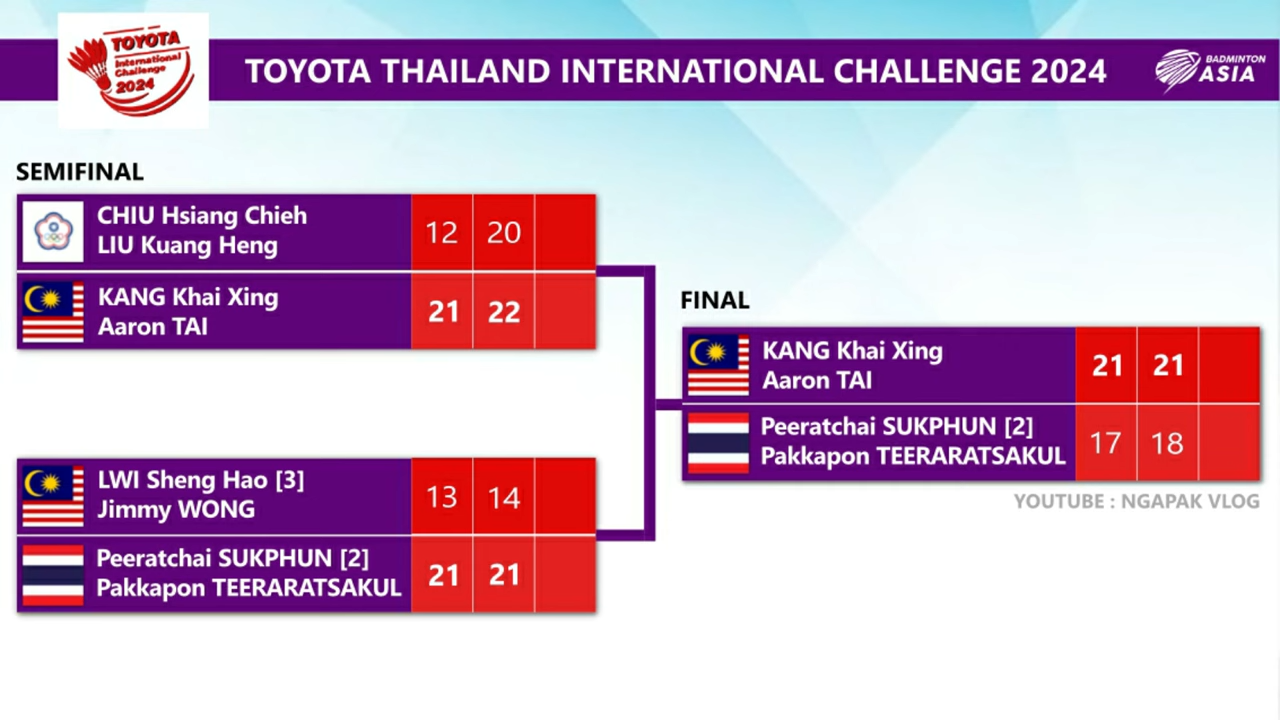 TOYOTA
International
Challenge
2024
TOYOTA THAILAND INTERNATIONAL CHALLENGE 2024
BADMINTON
ASIA
SEMIFINAL
CHIU Hsiang Chieh
LIU Kuang Heng
12 20
KANG Khai Xing
Aaron TAI
21 22
LWI Sheng Hao [3]
Jimmy WONG
13 14
Peeratchai SUKPHUN [2]
Pakkapon TEERARATSAKUL
21 21
FINAL
KANG Khai Xing
Aaron TAI
21 21
Peeratchai SUKPHUN [2]
Pakkapon TEERARATSAKUL
17 18
YOUTUBE : NGAPAK VLOG